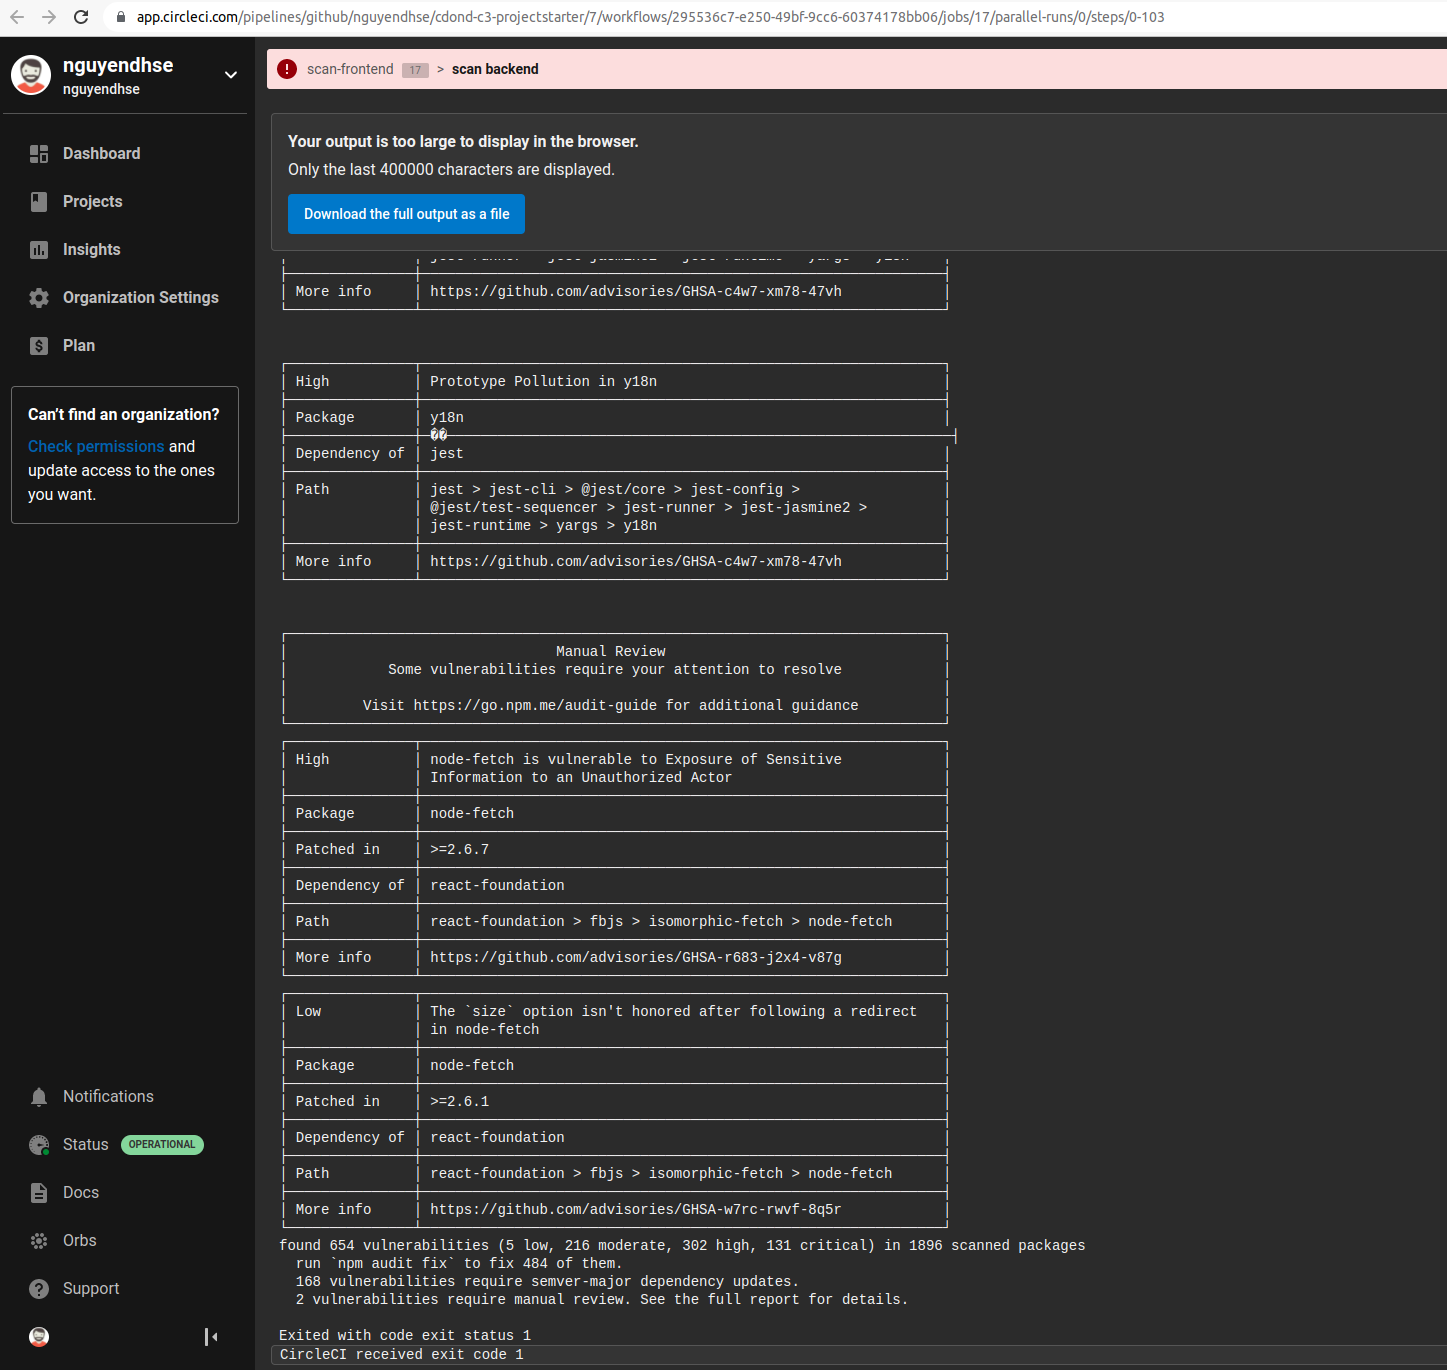 app.circleci.com/pipelines/github/nguyendhse/cdond-c3-projectstarter/7/workflows/295536c7-e250-49bf-9cc6-60374178bb06/jobs/17/parallel-runs/0/steps/0-103
nguyendhse
nguyendhse
Dashboard
Projects
Insights
Organization Settings
Plan
Can't find an organization?
Check permissions and
update access to the ones
you want.
Notifications
Status OPERATIONAL
Docs
Orbs
Support
scan-frontend 17 > scan backend
Your output is too large to display in the browser.
Only the last 400000 characters are displayed.
Download the full output as a file
More info https://github.com/advisories/GHSA-c4w7-xm78-47vh
High Prototype Pollution in y18n
Package y18n
��
Dependency of jest
Path jest > jest-cli > @jest/core > jest-config >
@jest/test-sequencer > jest-runner > jest-jasmine2 >
jest-runtime > yargs > y18n
More info https://github.com/advisories/GHSA-c4w7-xm78-47vh
Manual Review
Some vulnerabilities require your attention to resolve
Visit https://go.npm.me/audit-guide for additional guidance
High node-fetch is vulnerable to Exposure of Sensitive
Information to an Unauthorized Actor
Package node-fetch
Patched in >=2.6.7
Dependency of react-foundation
Path react-foundation > fbjs > isomorphic-fetch > node-fetch
More info https://github.com/advisories/GHSA-r683-j2x4-v87g
Low The `size` option isn't honored after following a redirect
in node-fetch
Package node-fetch
Patched in >=2.6.1
Dependency of react-foundation
Path react-foundation > fbjs > isomorphic-fetch > node-fetch
More info https://github.com/advisories/GHSA-w7rc-rwvf-8q5r
found 654 vulnerabilities (5 low, 216 moderate, 302 high, 131 critical) in 1896 scanned packages
run `npm audit fix` to fix 484 of them.
168 vulnerabilities require semver-major dependency updates.
2 vulnerabilities require manual review. See the full report for details.
Exited with code exit status 1
CircleCI received exit code 1